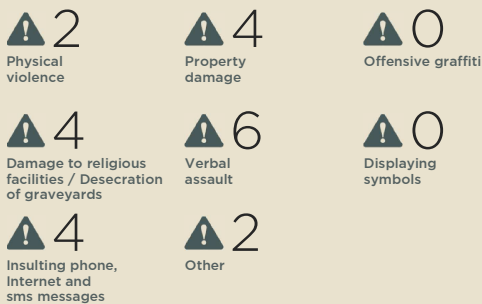 2
Physical
violence
4
Property
damage
0
Offensive graffiti
4
Damage to religious
facilities / Desecration
of graveyards
6
Verbal
assault
0
Displaying
symbols
4
Insulting phone,
Internet and
sms messages
2
Other